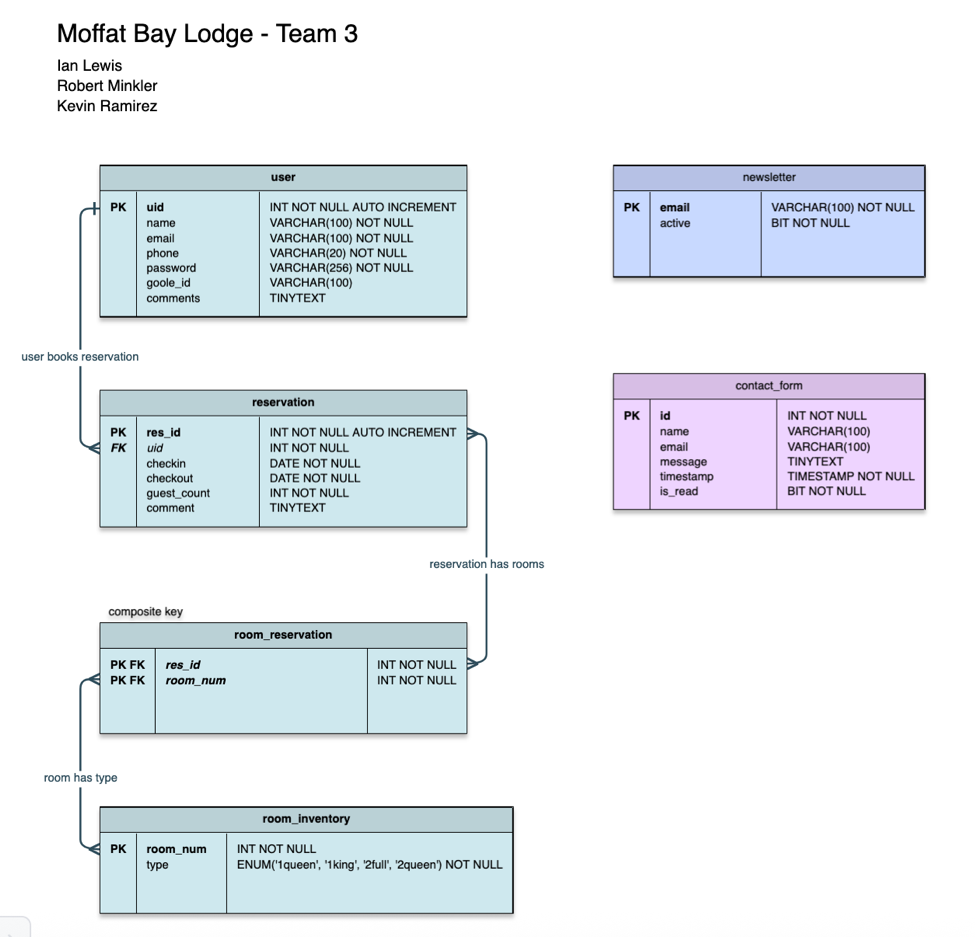 Moffat Bay Lodge - Team 3
Ian Lewis
Robert Minkler
Kevin Ramirez
user
PK uid INT NOT NULL AUTO INCREMENT
name VARCHAR(100) NOT NULL
email VARCHAR(100) NOT NULL
phone VARCHAR(20) NOT NULL
password VARCHAR(256) NOT NULL
goole_id VARCHAR(100)
comments TINYTEXT
newsletter
PK email VARCHAR(100) NOT NULL
active BIT NOT NULL
user books reservation
reservation
PK res_id INT NOT NULL AUTO INCREMENT
FK uid INT NOT NULL
checkin DATE NOT NULL
checkout DATE NOT NULL
guest_count INT NOT NULL
comment TINYTEXT
contact_form
PK id INT NOT NULL
name VARCHAR(100)
email VARCHAR(100)
message TINYTEXT
timestamp TIMESTAMP NOT NULL
is_read BIT NOT NULL
reservation has rooms
composite key
room_reservation
PK FK res_id INT NOT NULL
PK FK room_num INT NOT NULL
room has type
room_inventory
PK room_num INT NOT NULL
type ENUM('1queen', '1king', '2full', '2queen') NOT NULL